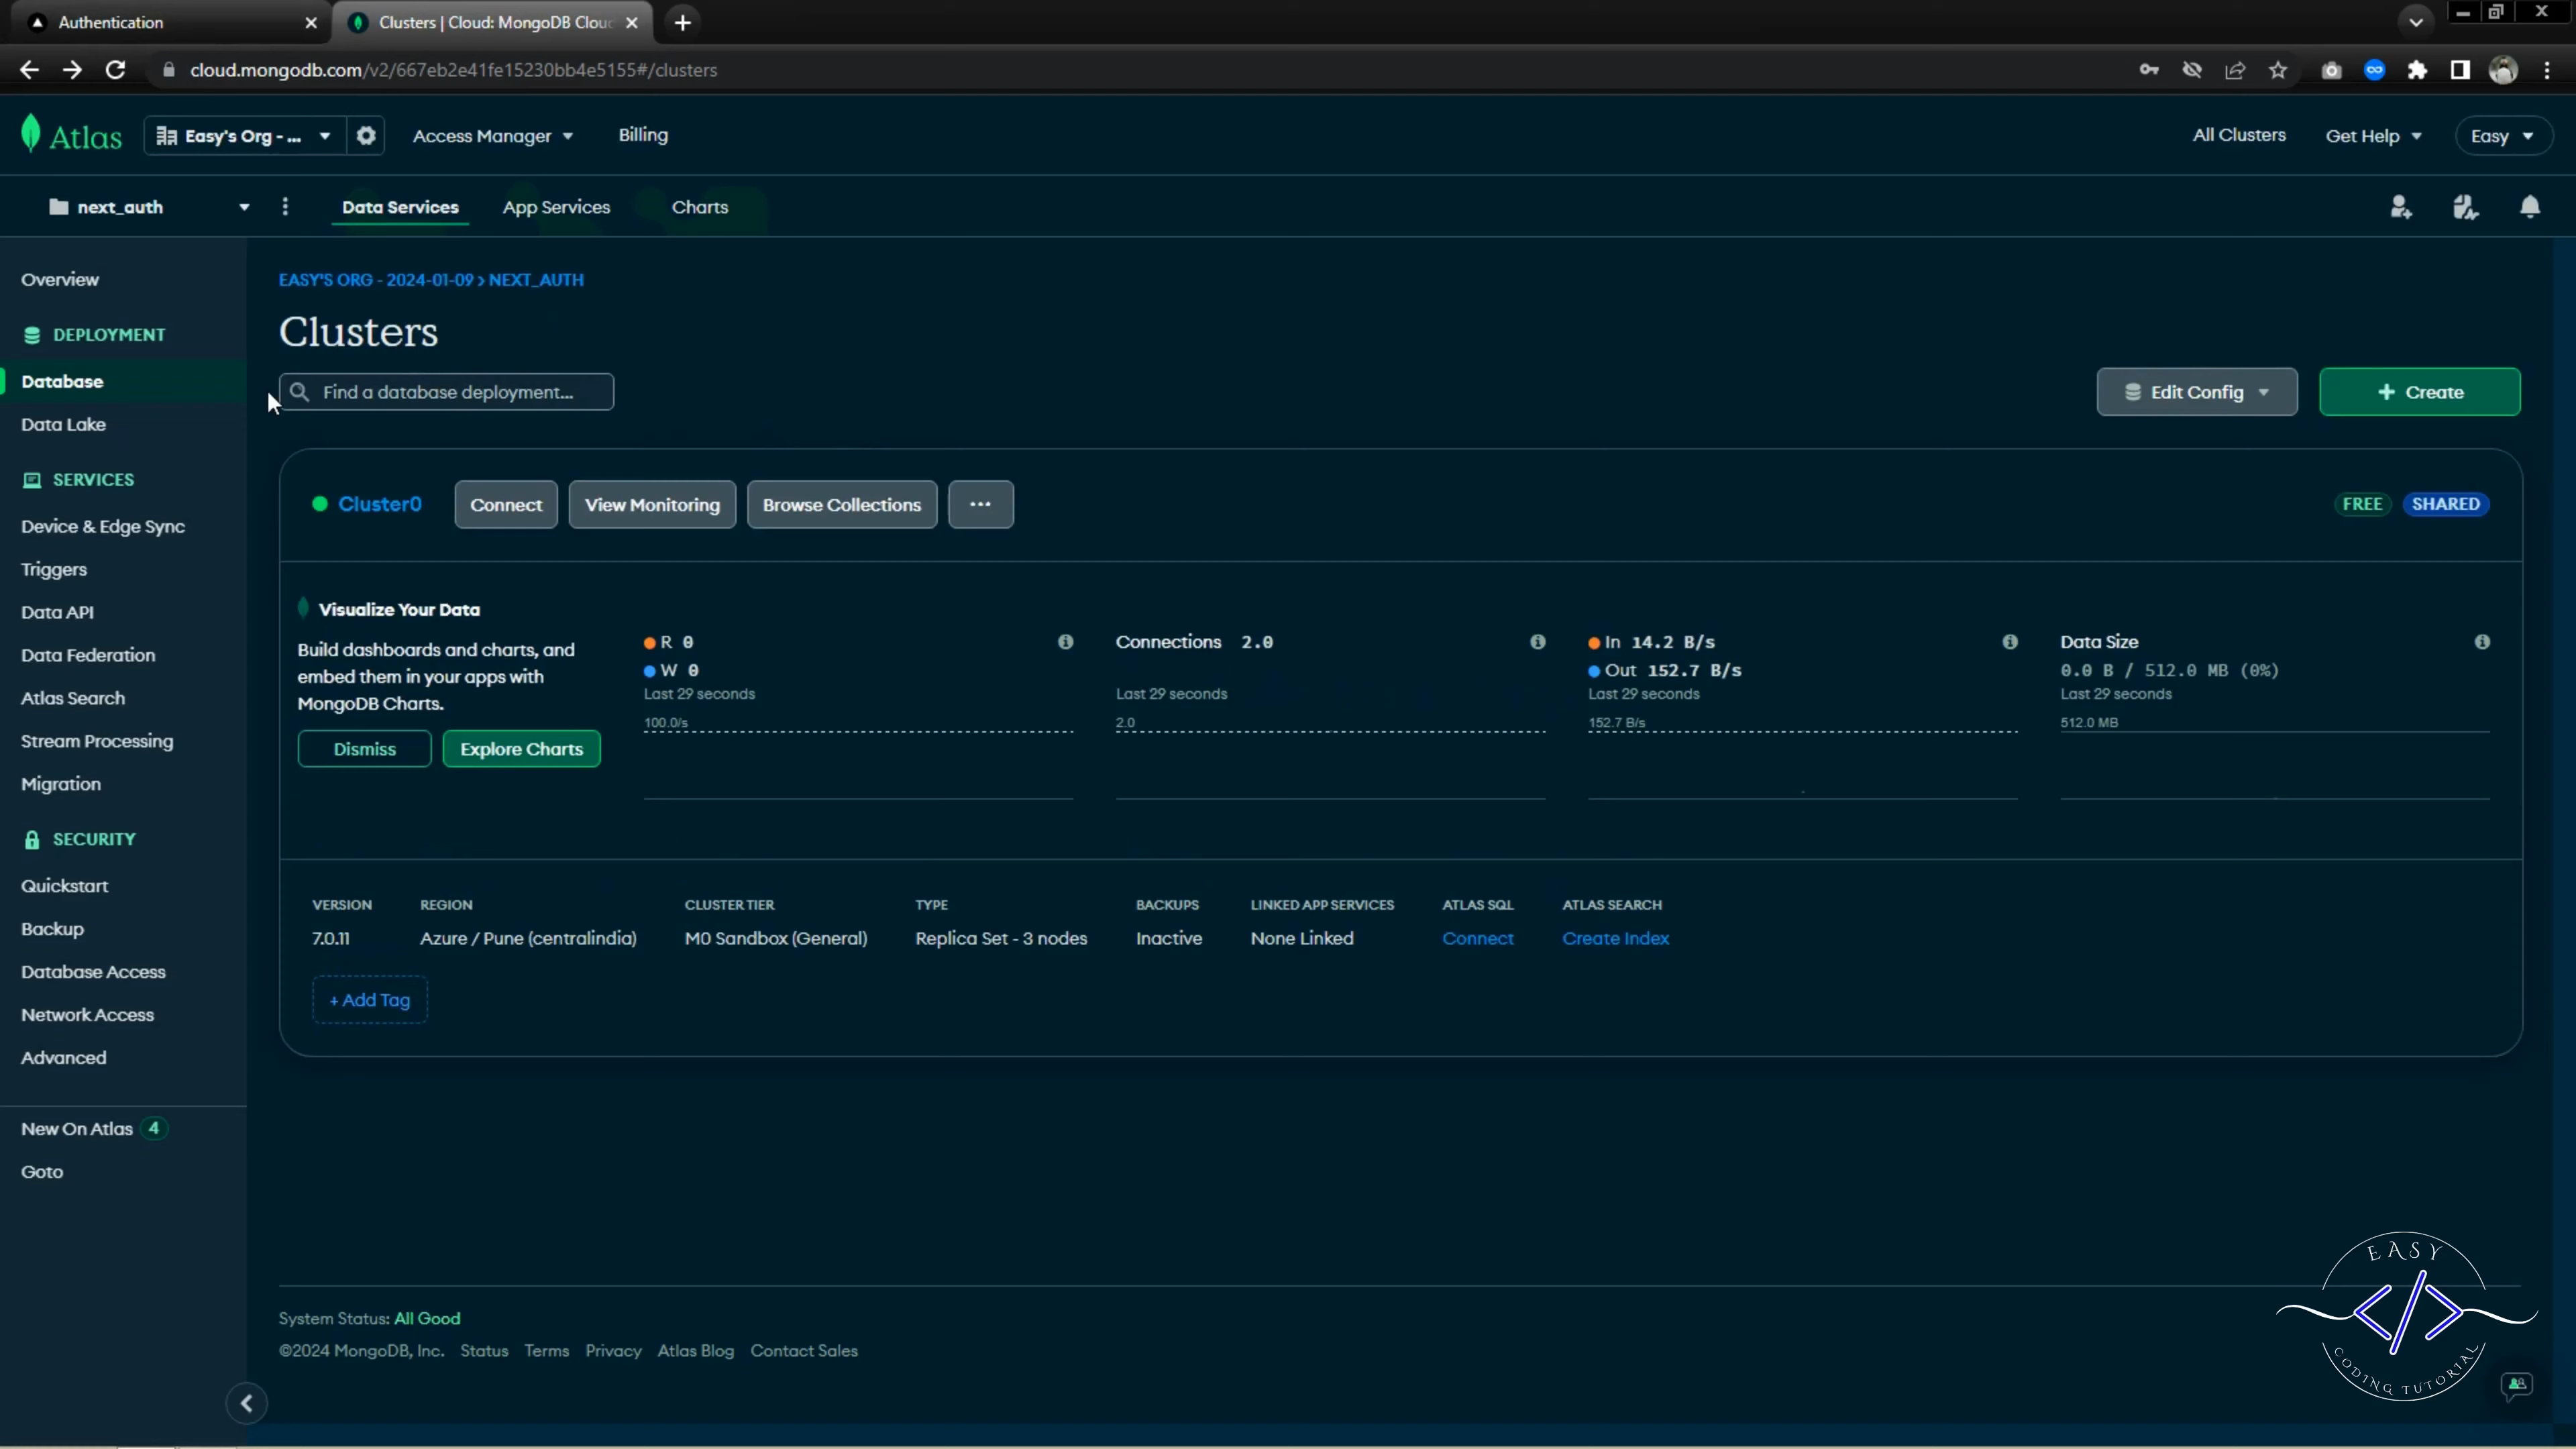 Authentication
Clusters | Cloud: MongoDB Clou
cloud.mongodb.com/v2/667eb2e41fe15230bb4e5155#/clusters
Atlas
Easy's Org - ...
Access Manager
Billing
All Clusters
Get Help
Easy
next_auth
Data Services
App Services
Charts
Overview
DEPLOYMENT
Database
Data Lake
SERVICES
Device & Edge Sync
Triggers
Data API
Data Federation
Atlas Search
Stream Processing
Migration
SECURITY
Quickstart
Backup
Database Access
Network Access
Advanced
New On Atlas 4
Goto
EASY'S ORG - 2024-01-09 > NEXT_AUTH
Clusters
Find a database deployment...
Edit Config
+ Create
Cluster0
Connect
View Monitoring
Browse Collections
...
FREE
SHARED
Visualize Your Data
Build dashboards and charts, and
embed them in your apps with
MongoDB Charts.
Dismiss
Explore Charts
R 0
W 0
Last 29 seconds
100.0/s
Connections 2.0
Last 29 seconds
2.0
In 14.2 B/s
Out 152.7 B/s
Last 29 seconds
152.7 B/s
Data Size
0.0 B / 512.0 MB (0%)
Last 29 seconds
512.0 MB
VERSION
7.0.11
REGION
Azure / Pune (centralindia)
CLUSTER TIER
M0 Sandbox (General)
TYPE
Replica Set - 3 nodes
BACKUPS
Inactive
LINKED APP SERVICES
None Linked
ATLAS SQL
Connect
ATLAS SEARCH
Create Index
+ Add Tag
System Status: All Good
©2024 MongoDB, Inc. Status Terms Privacy Atlas Blog Contact Sales
EASY
</>
CODING TUTORIAL